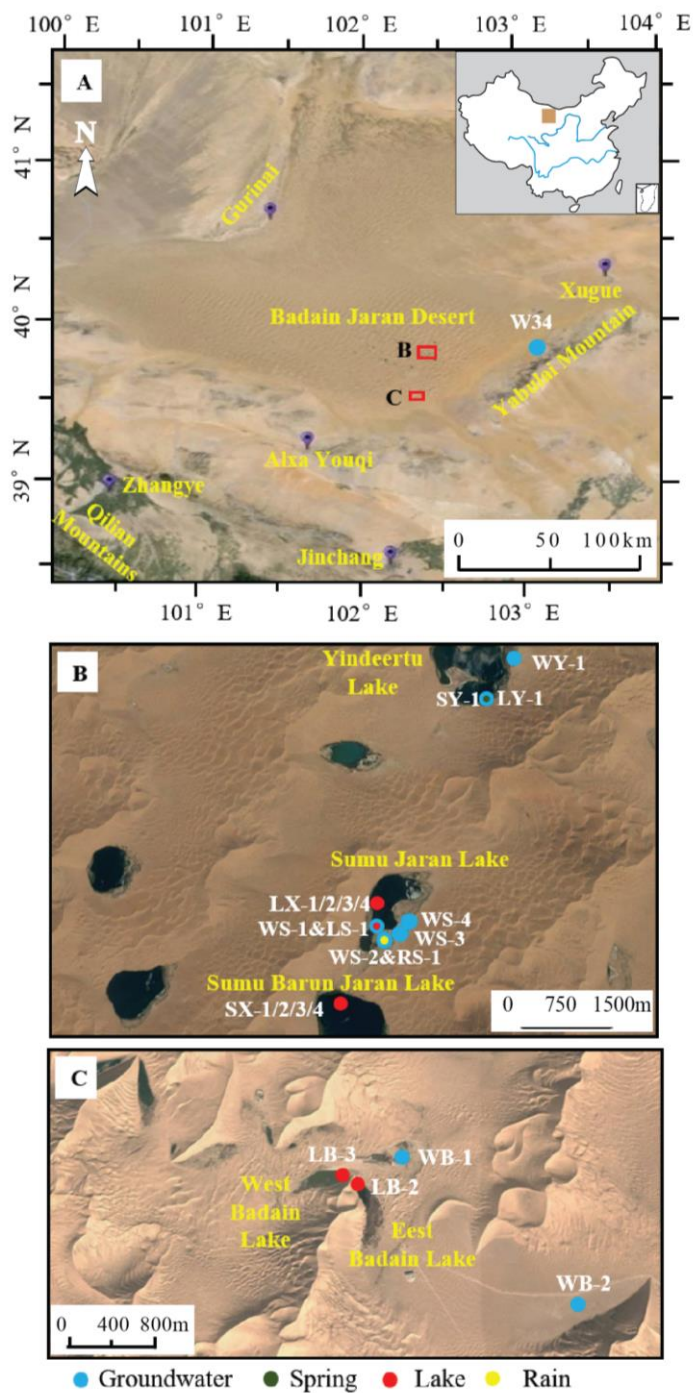 100° E 101° E 102° E 103° E 104° E
A
N
41° N
40° N
39° N
Gurinai
Xugue
Badain Jaran Desert
W34
B
Yabulai Mountain
C
Alxa Youqi
Zhangye
Qilian
Mountains
Jinchang
0 50 100km
101° E 102° E 103° E
B
Yindeertu
Lake
WY-1
SY-1 LY-1
Sumu Jaran Lake
LX-1/2/3/4
WS-1&LS-1
WS-4
WS-3
WS-2&RS-1
Sumu Barun Jaran Lake
SX-1/2/3/4
0 750 1500m
C
LB-3
WB-1
LB-2
West
Badain
Lake
Eest
Badain Lake
WB-2
0 400 800m
Groundwater Spring Lake Rain